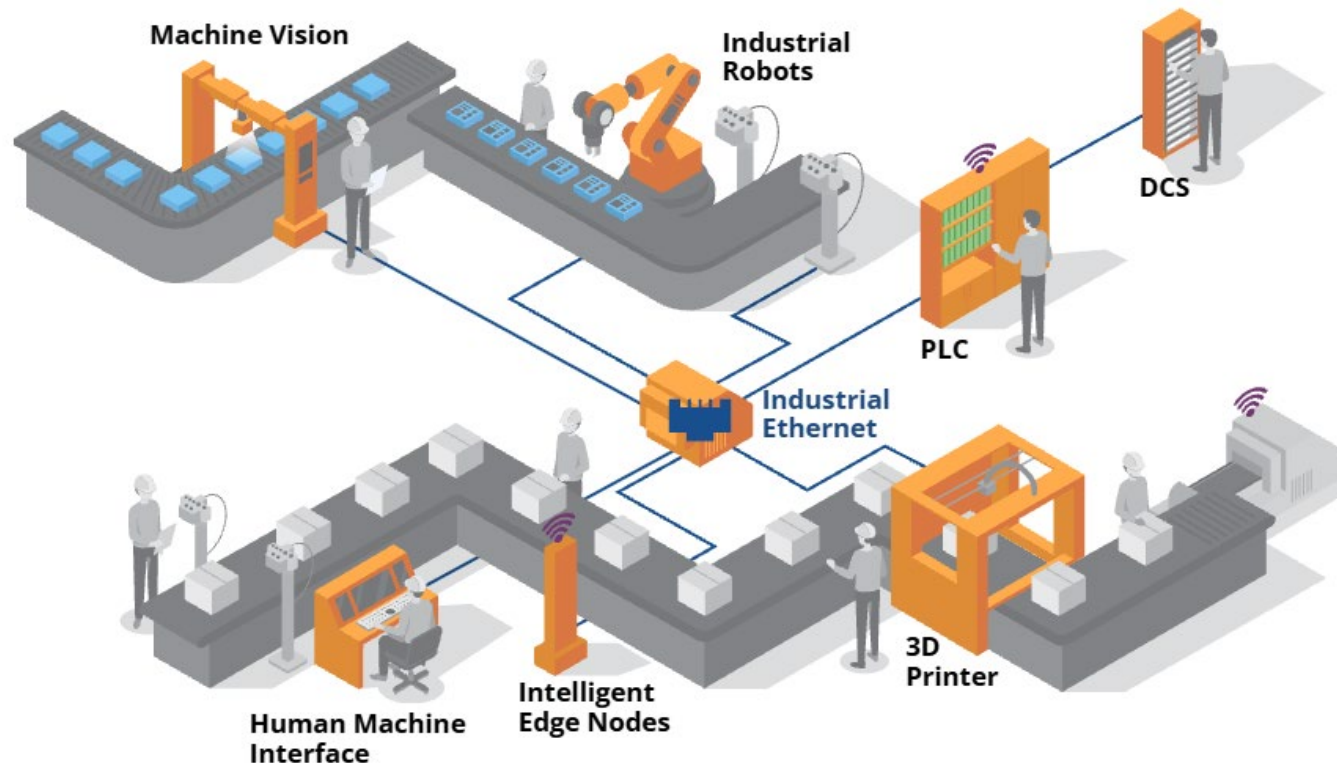 Machine Vision
Industrial
Robots
DCS
PLC
Industrial
Ethernet
3D
Printer
Intelligent
Edge Nodes
Human Machine
Interface